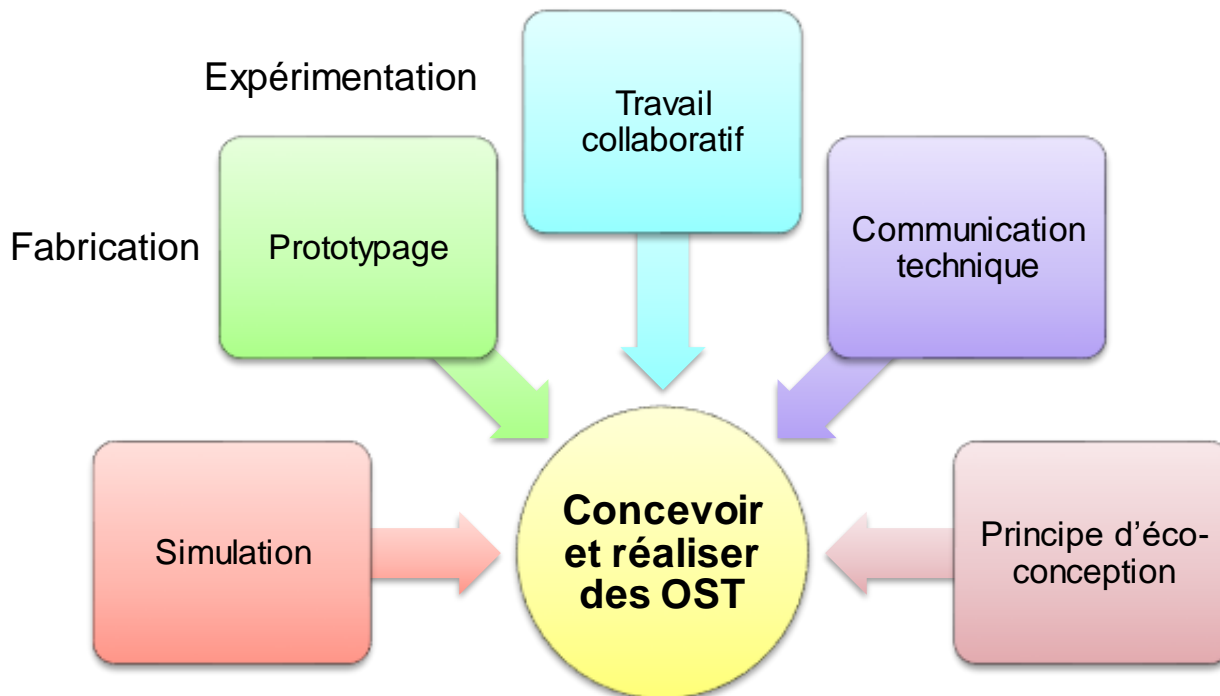 Expérimentation
Travail
collaboratif
Fabrication
Prototypage
Communication
technique
Simulation
Concevoir
et réaliser
des OST
Principe d’éco-
conception